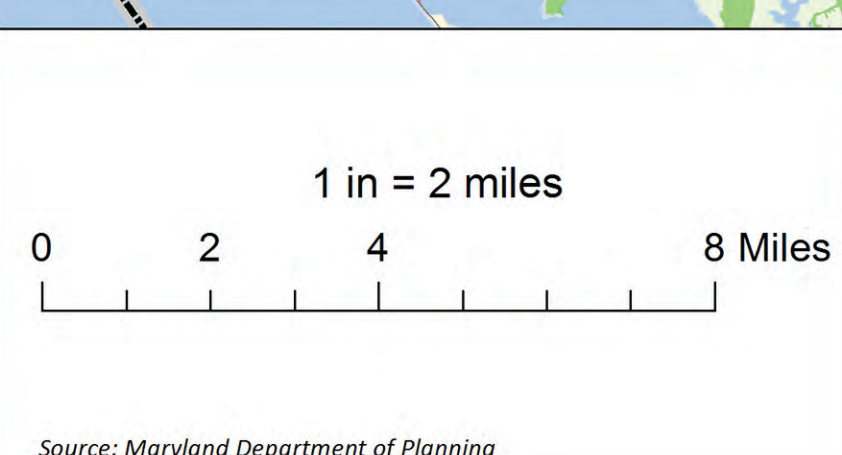 1 in = 2 miles
0 2 4 8 Miles
Source: Maryland Department of Planning